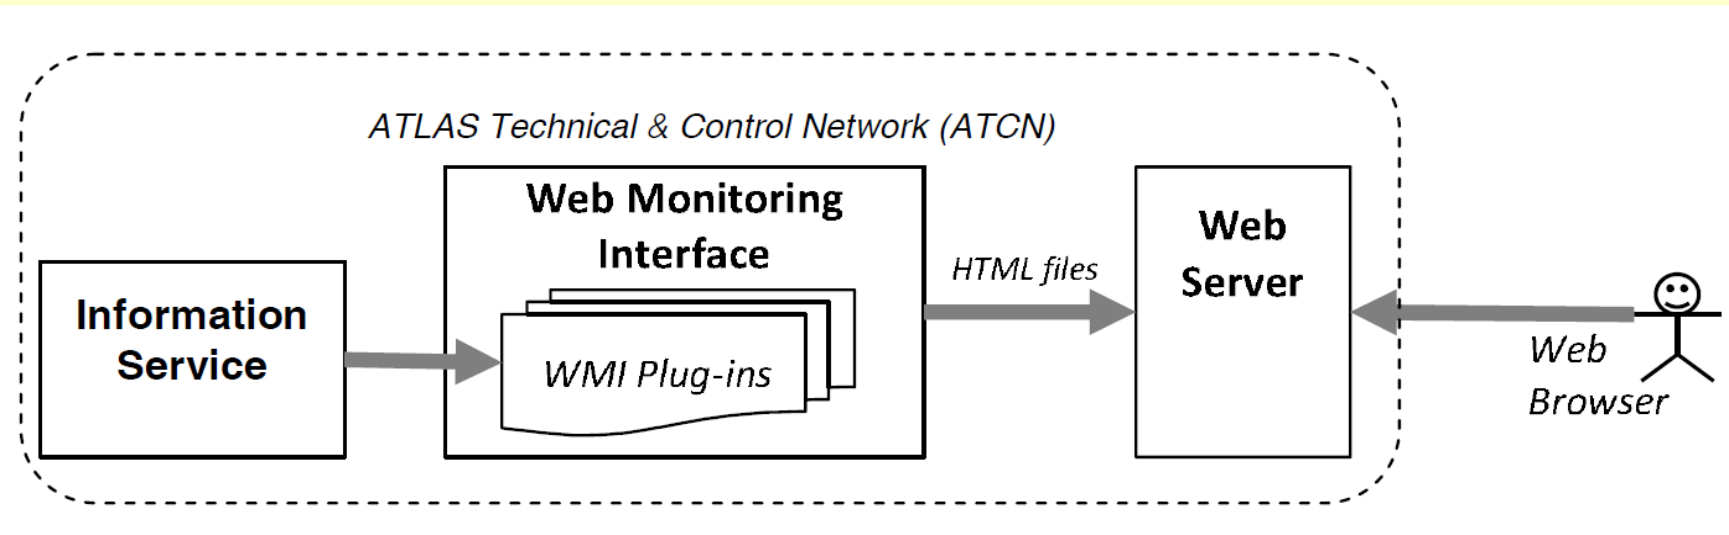 ATLAS Technical & Control Network (ATCN)
Information
Service
Web Monitoring
Interface
WMI Plug-ins
HTML files
Web
Server
Web
Browser